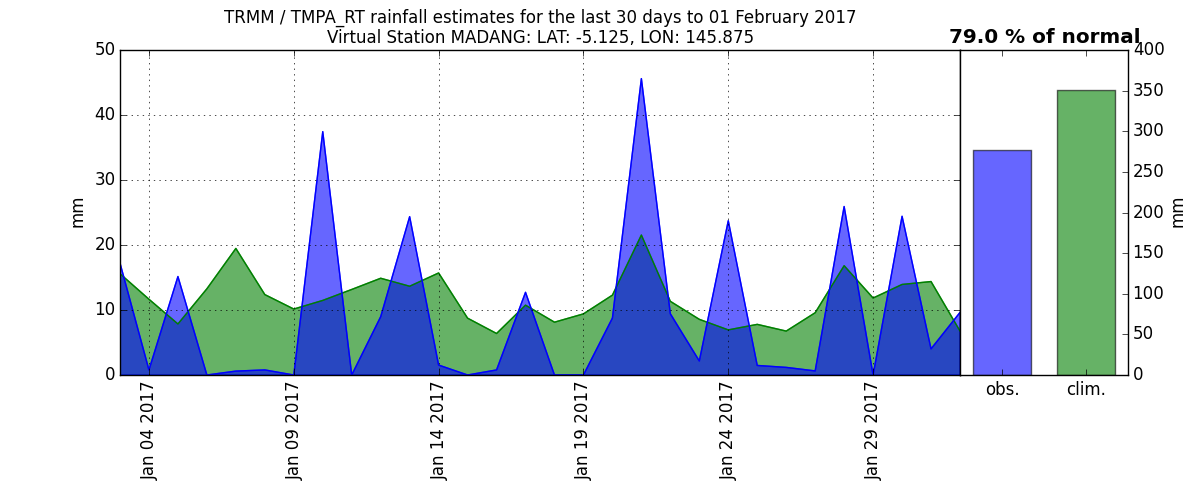 TRMM / TMPA_RT rainfall estimates for the last 30 days to 01 February 2017
Virtual Station MADANG: LAT: -5.125, LON: 145.875
79.0 % of normal
50
40
30
20
10
0
mm
Jan 04 2017
Jan 09 2017
Jan 14 2017
Jan 19 2017
Jan 24 2017
Jan 29 2017
400
350
300
250
200
150
100
50
0
mm
obs.
clim.